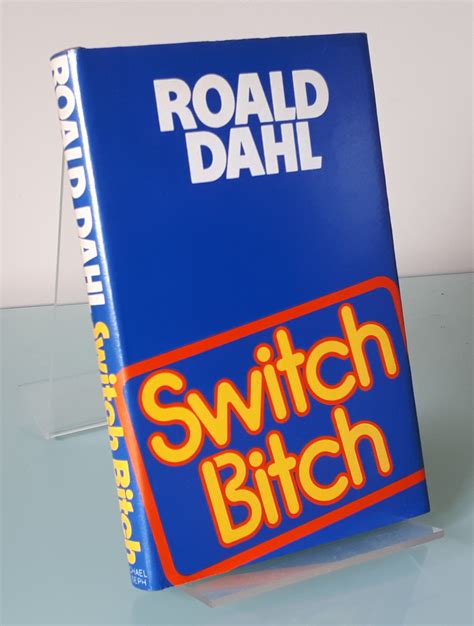 ROALD
DAHL
Switch
Bitch
ROALD DAHL Switch Bitch